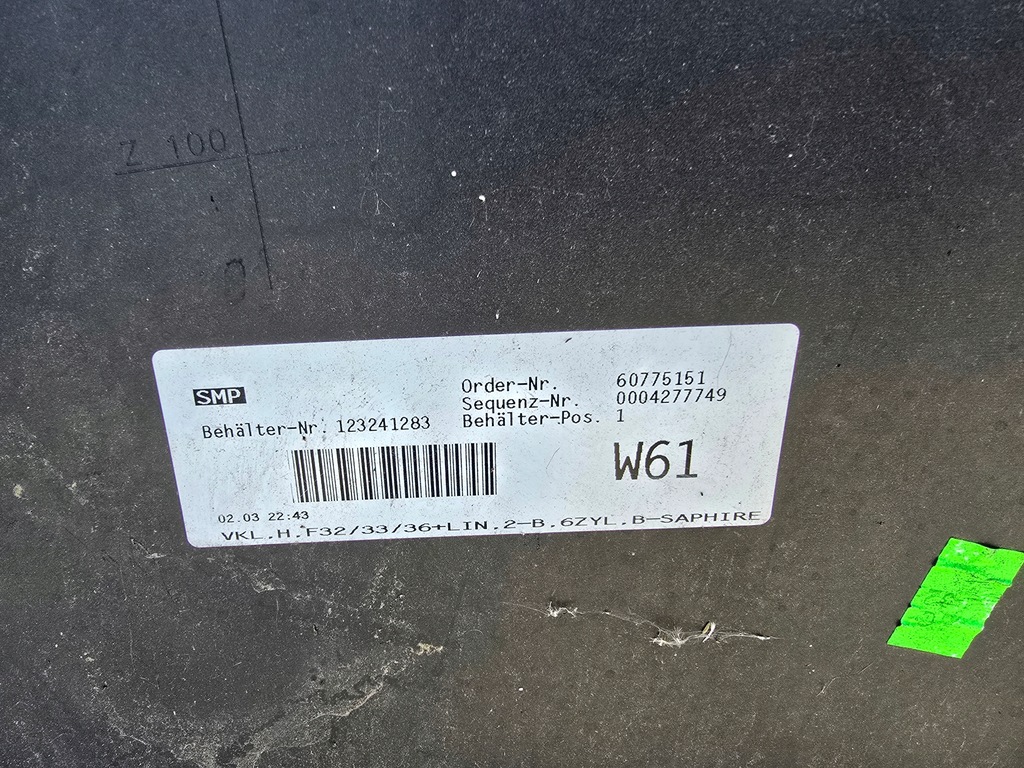 Z 100
0
SMP
Order-Nr. 60775151
Sequenz-Nr. 0004277749
Behälter-Nr. 123241283 Behälter-Pos. 1
W61
02.03 22:43
VKL.H.F32/33/36+LIN.2-B.6ZYL.B-SAPHIRE